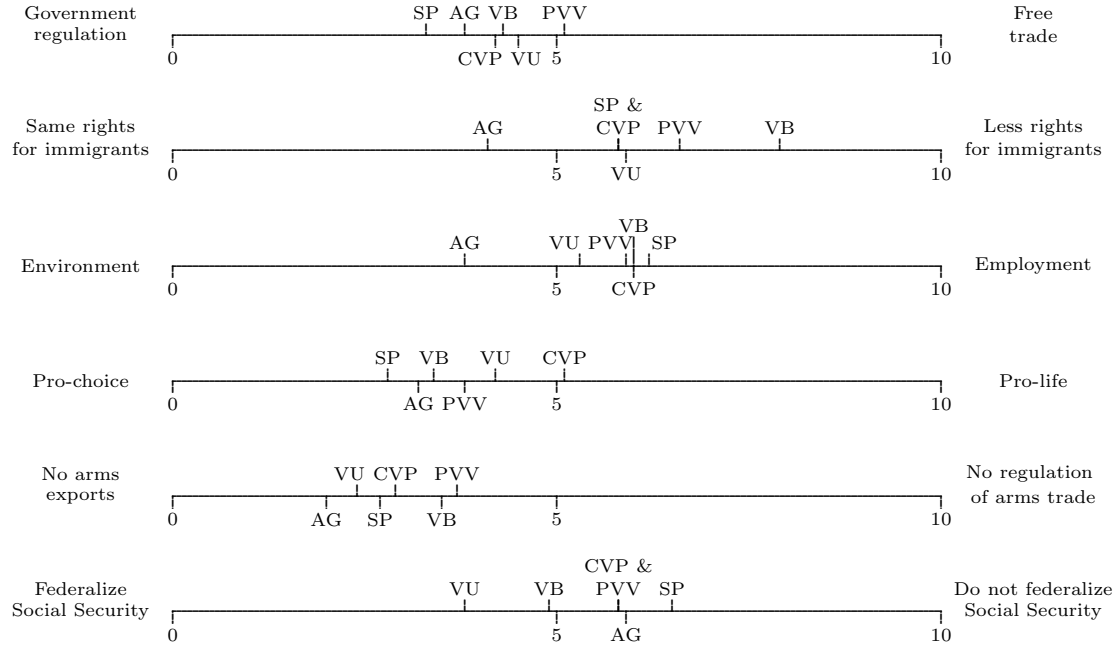 SP AG VB PVV
Government
regulation
Free
trade
CVP VU
0 5 10
SP &
AG CVP PVV VB
Same rights
for immigrants
Less rights
for immigrants
VU
0 5 10
VB
AG VU PVV SP
Environment
Employment
CVP
0 5 10
SP VB VU CVP
Pro-choice
Pro-life
AG PVV
0 5 10
VU CVP PVV
No arms
exports
No regulation
of arms trade
AG SP VB
0 5 10
CVP &
VU VB PVV SP
Federalize
Social Security
Do not federalize
Social Security
AG
0 5 10